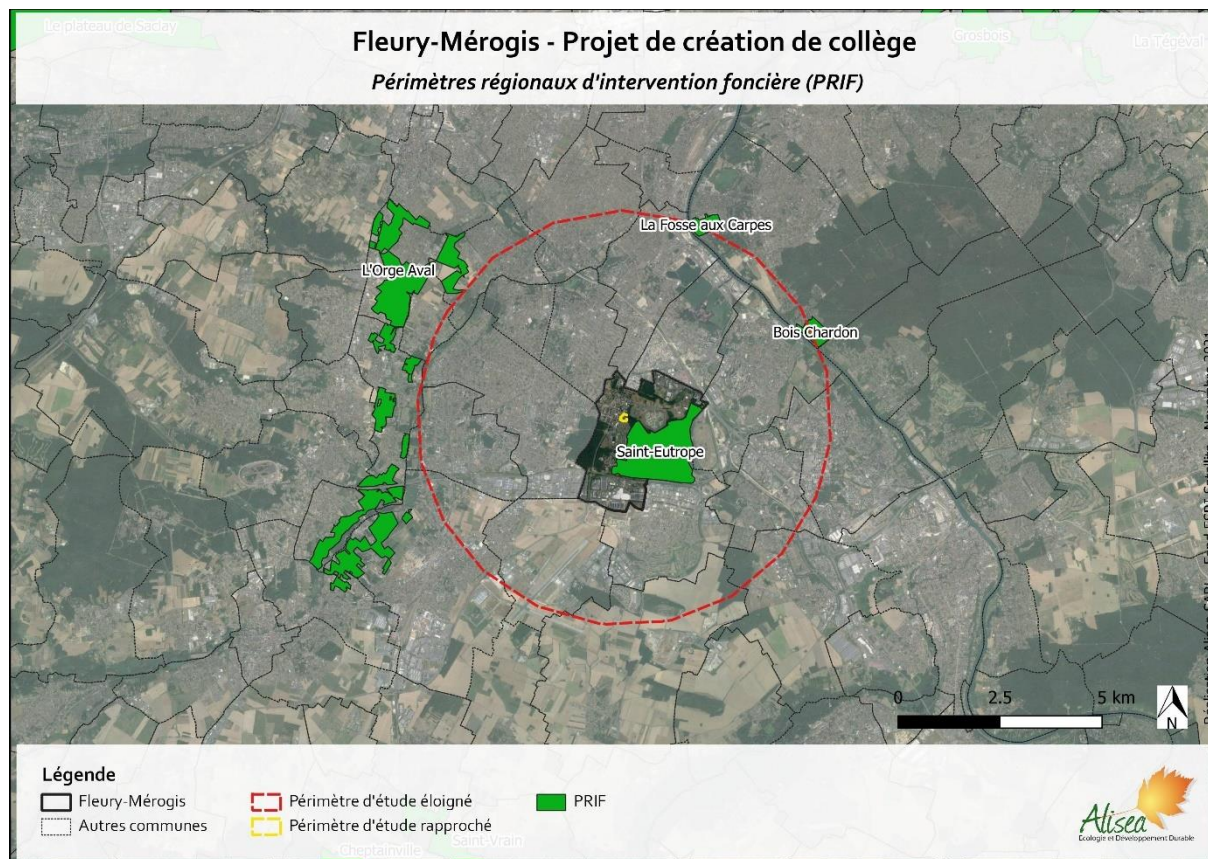 Le plateau de Saclay
Grosbois
La Tégéval
Fleury-Mérogis - Projet de création de collège
Périmètres régionaux d'intervention foncière (PRIF)
La Fosse aux Carpes
L'Orge Aval
Bois Chardon
Saint-Eutrope
0 2.5 5 km
N
Légende
Fleury-Mérogis
Autres communes
Périmètre d'étude éloigné
Périmètre d'étude rapproché
PRIF
Cheptainville
Saint-Vrain
Alisea
Ecologie et Développement Durable